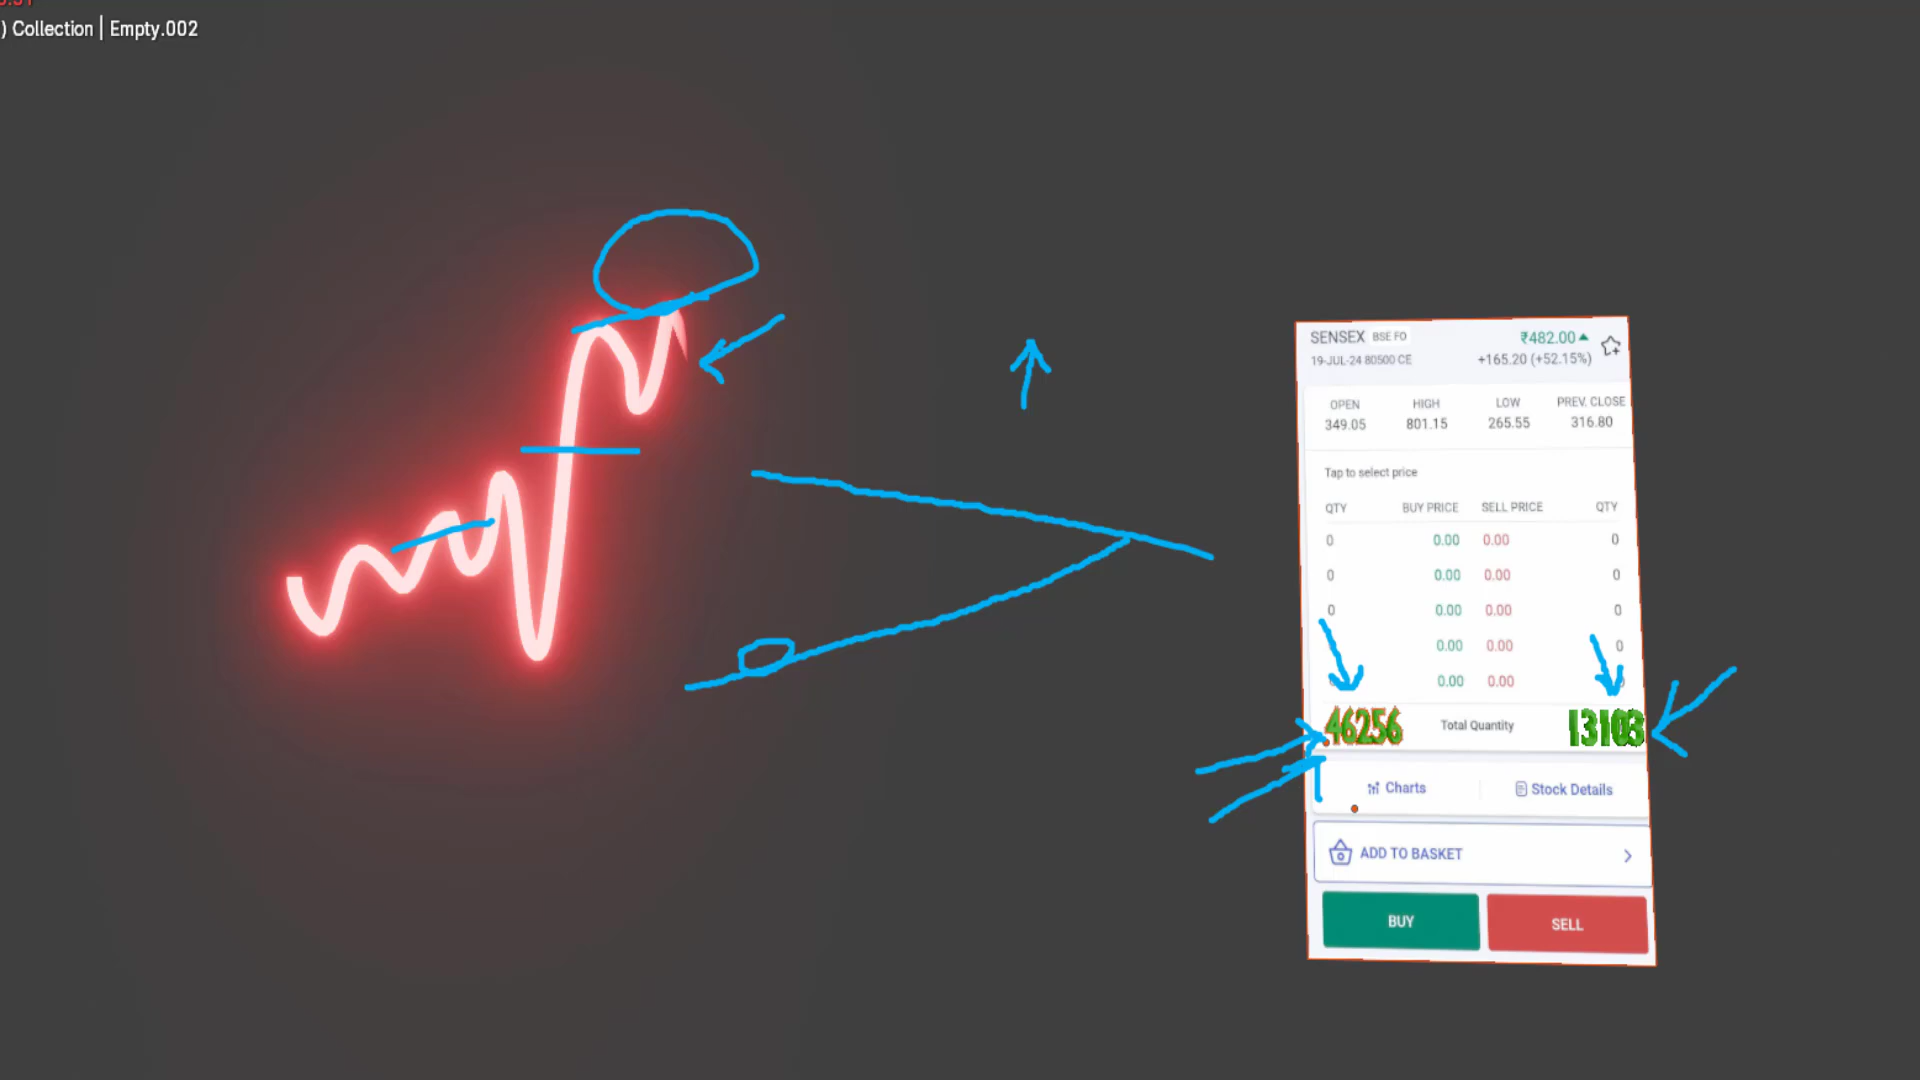 ) Collection | Empty.002
SENSEX BSE FO ₹482.00
19-JUL-24 80500 CE +165.20 (+52.15%)
OPEN HIGH LOW PREV. CLOSE
349.05 801.15 265.55 316.80
Tap to select price
QTY BUY PRICE SELL PRICE QTY
0 0.00 0.00 0
0 0.00 0.00 0
0 0.00 0.00 0
0.00 0.00 0
0.00 0.00
46256 Total Quantity 13103
Charts Stock Details
ADD TO BASKET
BUY SELL